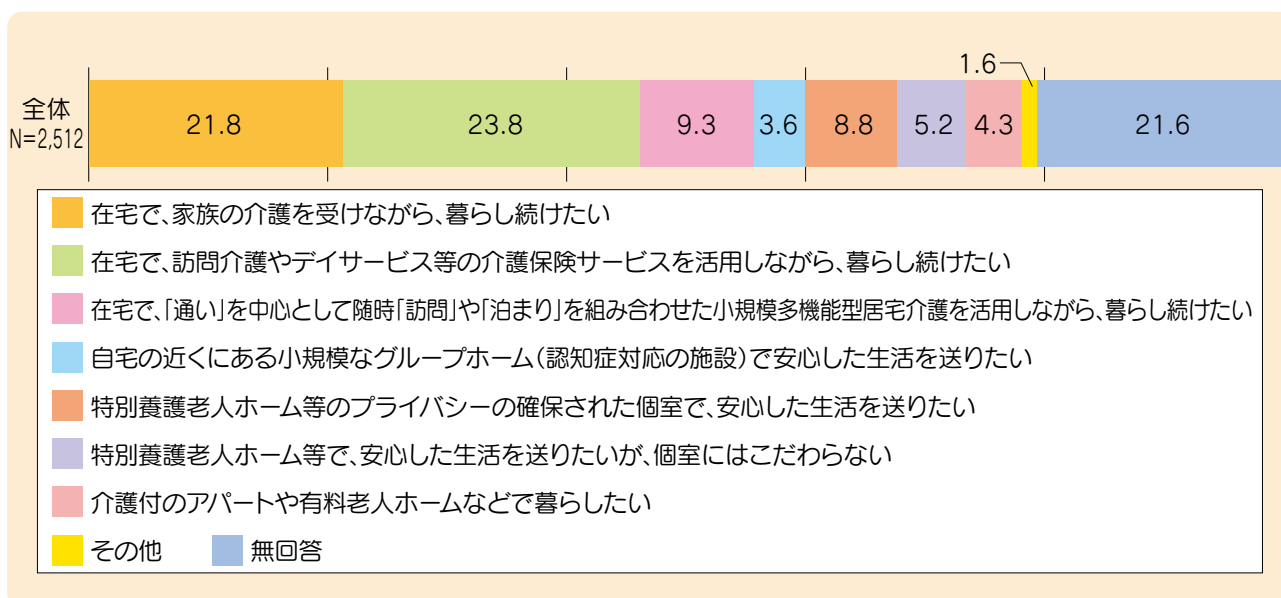 1.6
全体
N=2,512
21.8 23.8 9.3 3.6 8.8 5.2 4.3 21.6
在宅で、家族の介護を受けながら、暮らし続けたい
在宅で、訪問介護やデイサービス等の介護保険サービスを活用しながら、暮らし続けたい
在宅で、「通い」を中心として随時「訪問」や「泊まり」を組み合わせた小規模多機能型居宅介護を活用しながら、暮らし続けたい
自宅の近くにある小規模なグループホーム（認知症対応の施設）で安心した生活を送りたい
特別養護老人ホーム等のプライバシーの確保された個室で、安心した生活を送りたい
特別養護老人ホーム等で、安心した生活を送りたいが、個室にはこだわらない
介護付のアパートや有料老人ホームなどで暮らしたい
その他 無回答